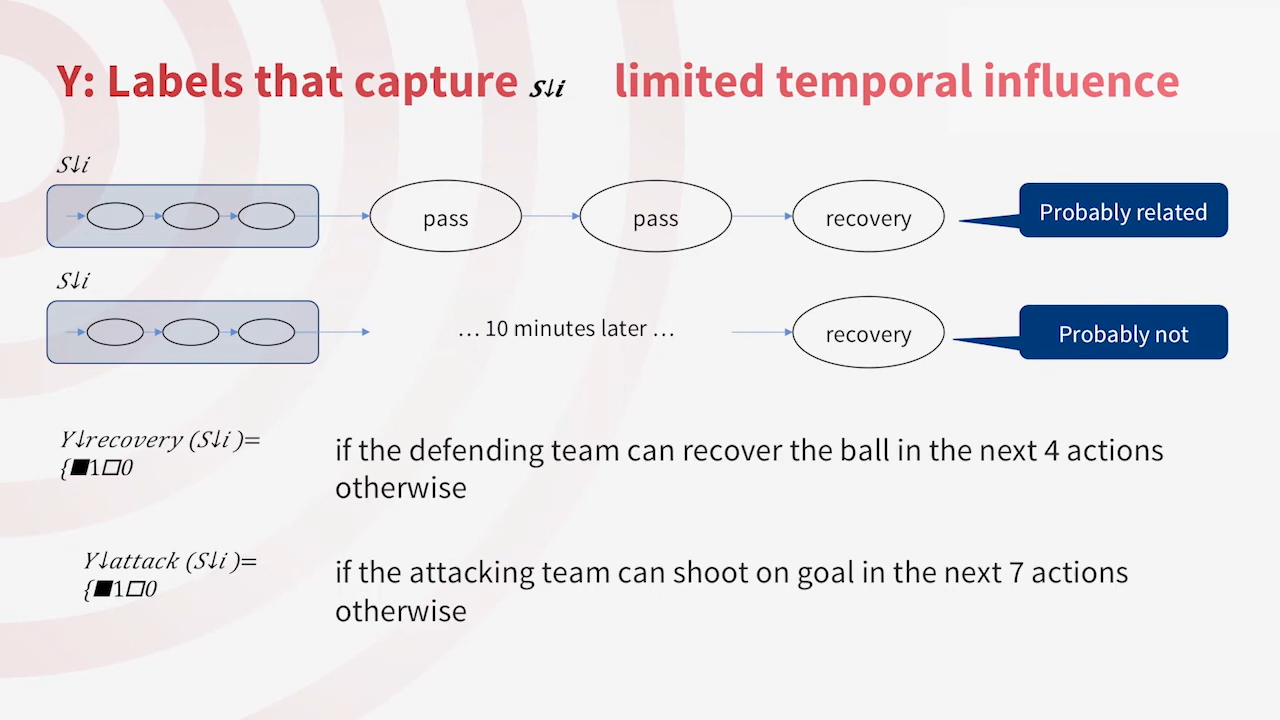 Y: Labels that capture S↓i limited temporal influence
S↓i
pass
pass
recovery
Probably related
S↓i
… 10 minutes later …
recovery
Probably not
Y↓recovery (S↓i )=
{■1□0
if the defending team can recover the ball in the next 4 actions
otherwise
Y↓attack (S↓i )=
{■1□0
if the attacking team can shoot on goal in the next 7 actions
otherwise